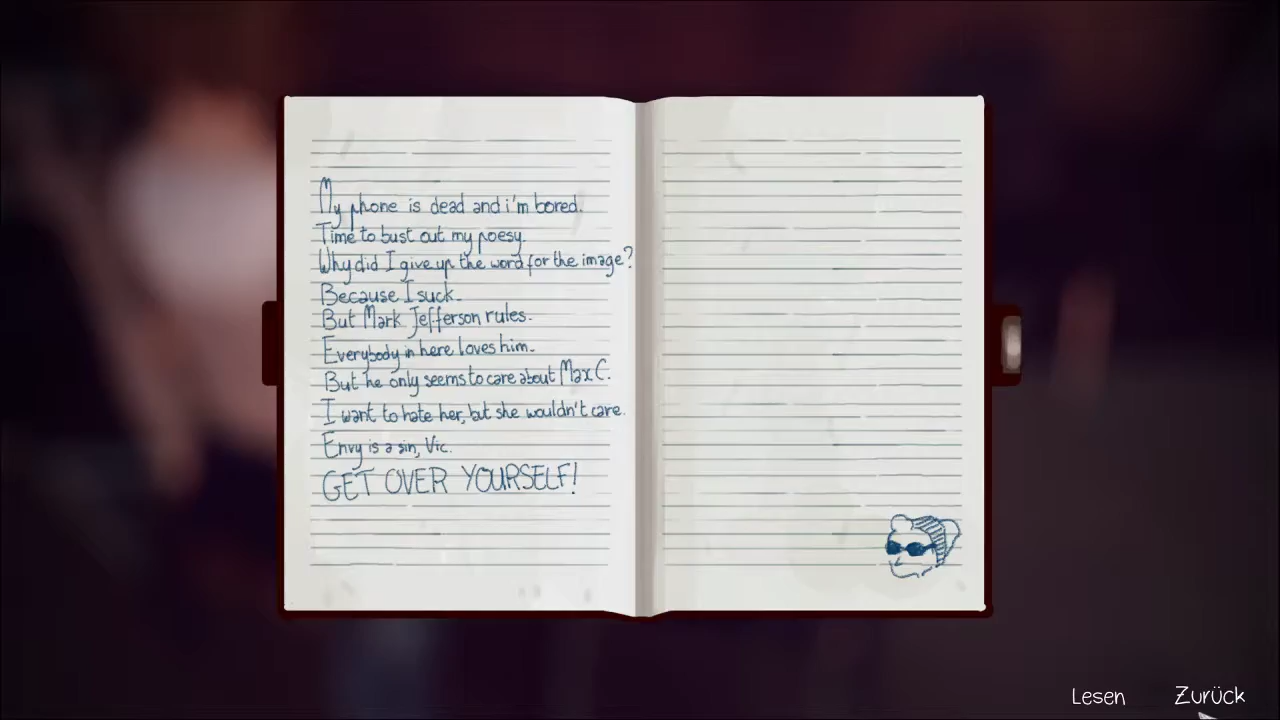 My phone is dead and i'm bored.
Time to bust out my poesy.
Why did I give up the word for the image?
Because I suck.
But Mark Jefferson rules.
Everybody in here loves him.
But he only seems to care about Max C.
I want to hate her, but she wouldn't care.
Envy is a sin, Vic.
GET OVER YOURSELF!
Lesen
Zurück